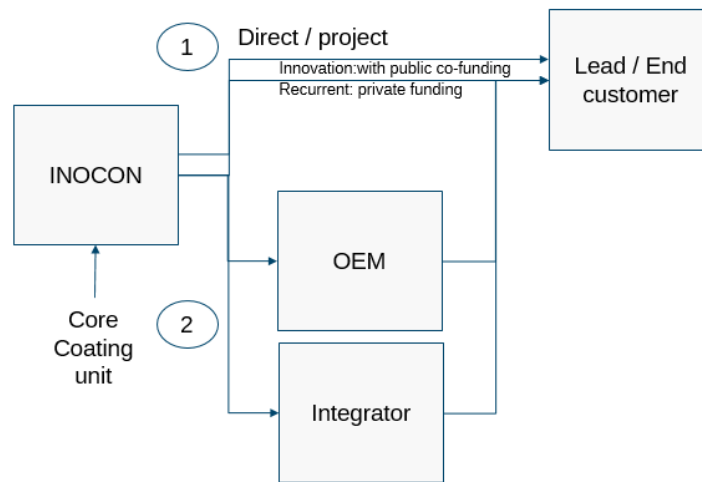 1
Direct / project
Innovation:with public co-funding
Recurrent: private funding
Lead / End
customer
INOCON
OEM
2
Core
Coating
unit
Integrator